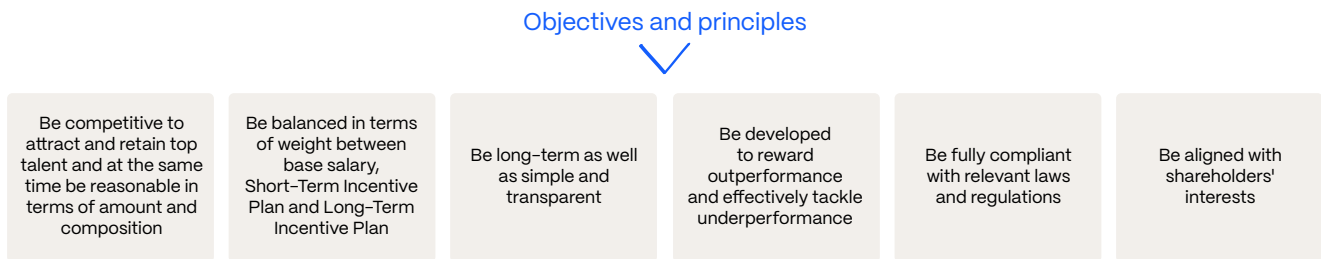 Objectives and principles
Be competitive to
attract and retain top
talent and at the same
time be reasonable in
terms of amount and
composition
Be balanced in terms
of weight between
base salary,
Short-Term Incentive
Plan and Long-Term
Incentive Plan
Be long-term as well
as simple and
transparent
Be developed
to reward
outperformance
and effectively tackle
underperformance
Be fully compliant
with relevant laws
and regulations
Be aligned with
shareholders'
interests